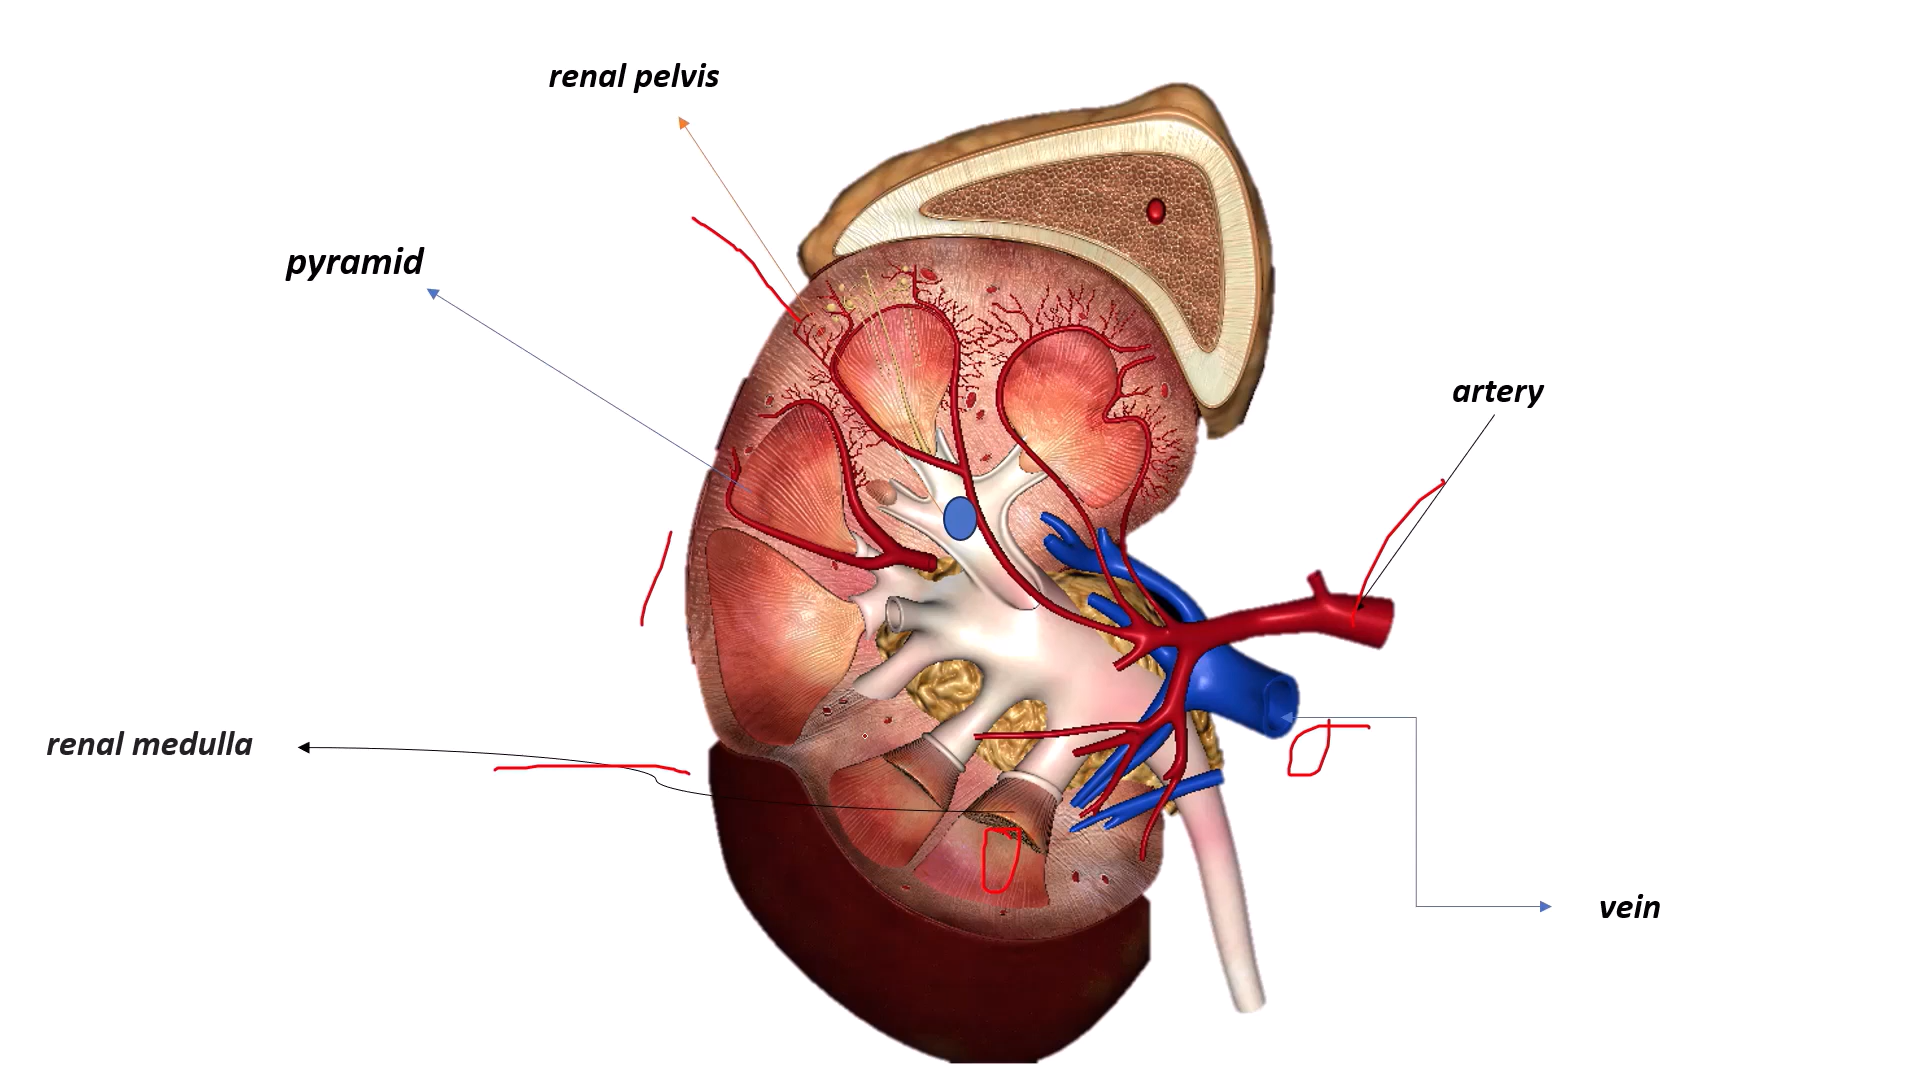 renal pelvis
pyramid
artery
renal medulla
vein